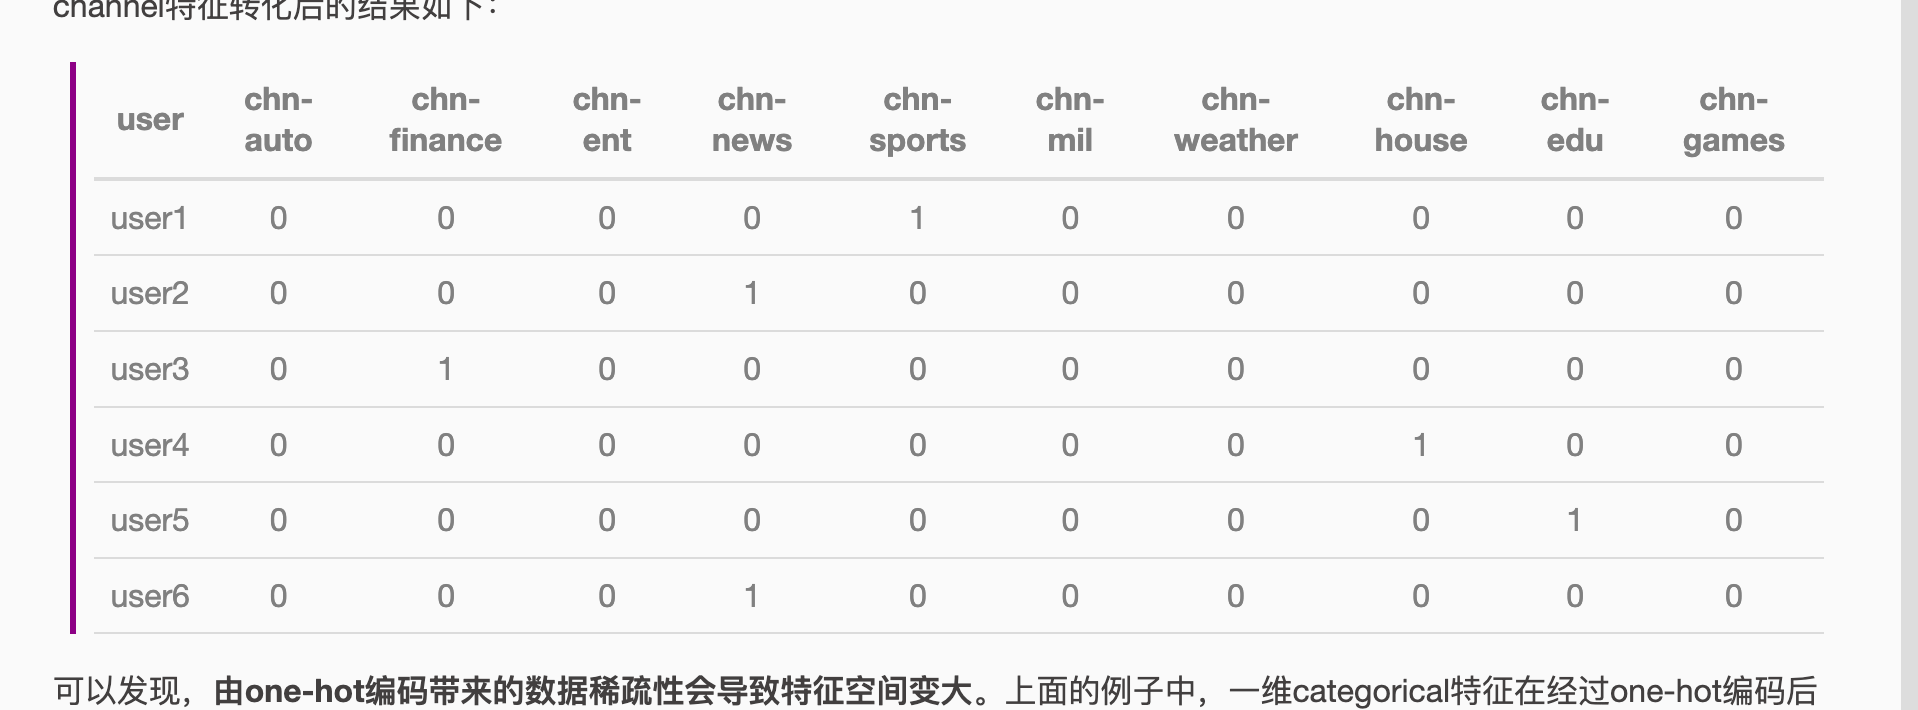 channel特征转化后的结果如下：
user chn-auto chn-finance chn-ent chn-news chn-sports chn-mil chn-weather chn-house chn-edu chn-games
user1 0 0 0 0 1 0 0 0 0 0
user2 0 0 0 1 0 0 0 0 0 0
user3 0 1 0 0 0 0 0 0 0 0
user4 0 0 0 0 0 0 0 1 0 0
user5 0 0 0 0 0 0 0 0 1 0
user6 0 0 0 1 0 0 0 0 0 0
可以发现，由one-hot编码带来的数据稀疏性会导致特征空间变大。上面的例子中，一维categorical特征在经过one-hot编码后